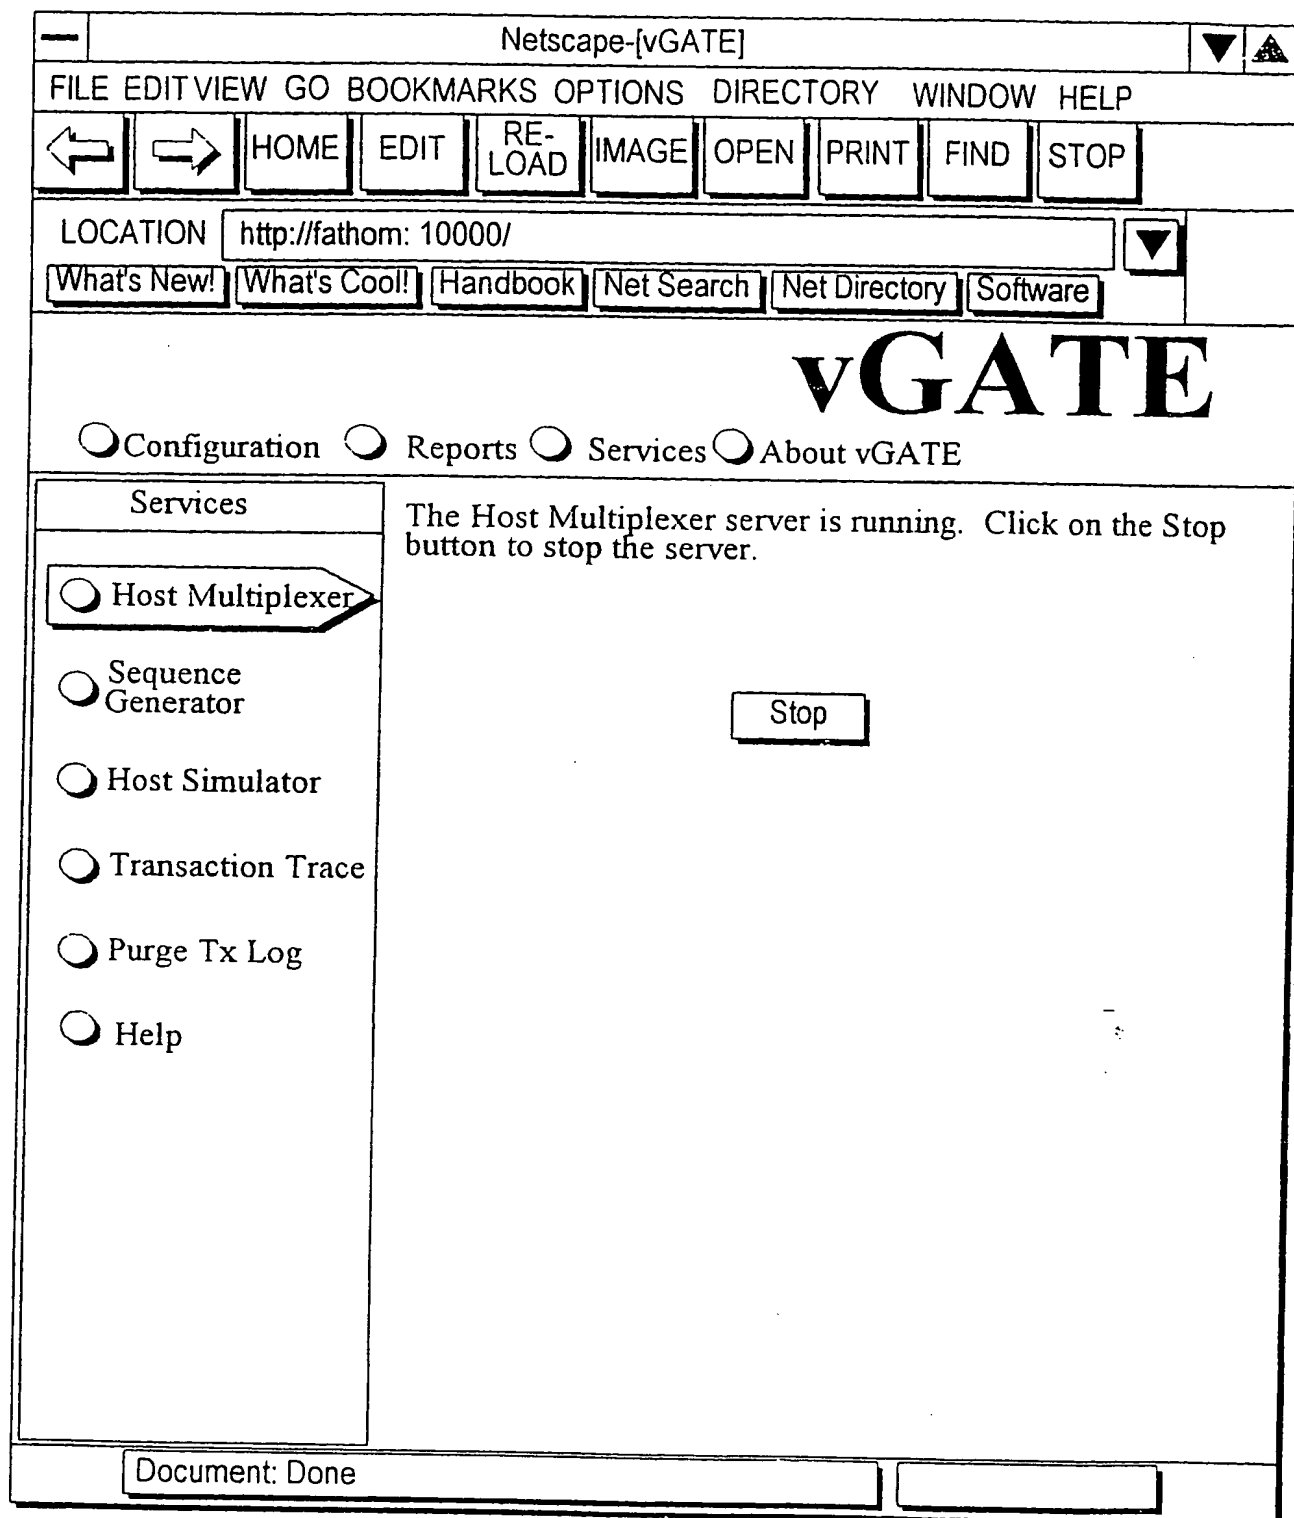 Netscape-[vGATE]
FILE EDIT VIEW GO BOOKMARKS OPTIONS DIRECTORY WINDOW HELP
HOME EDIT RE-LOAD IMAGE OPEN PRINT FIND STOP
LOCATION http://fathom: 10000/
What's New! What's Cool! Handbook Net Search Net Directory Software
vGATE
Configuration Reports Services About vGATE
Services
The Host Multiplexer server is running. Click on the Stop
button to stop the server.
Host Multiplexer
Sequence
Generator
Stop
Host Simulator
Transaction Trace
Purge Tx Log
Help
Document: Done